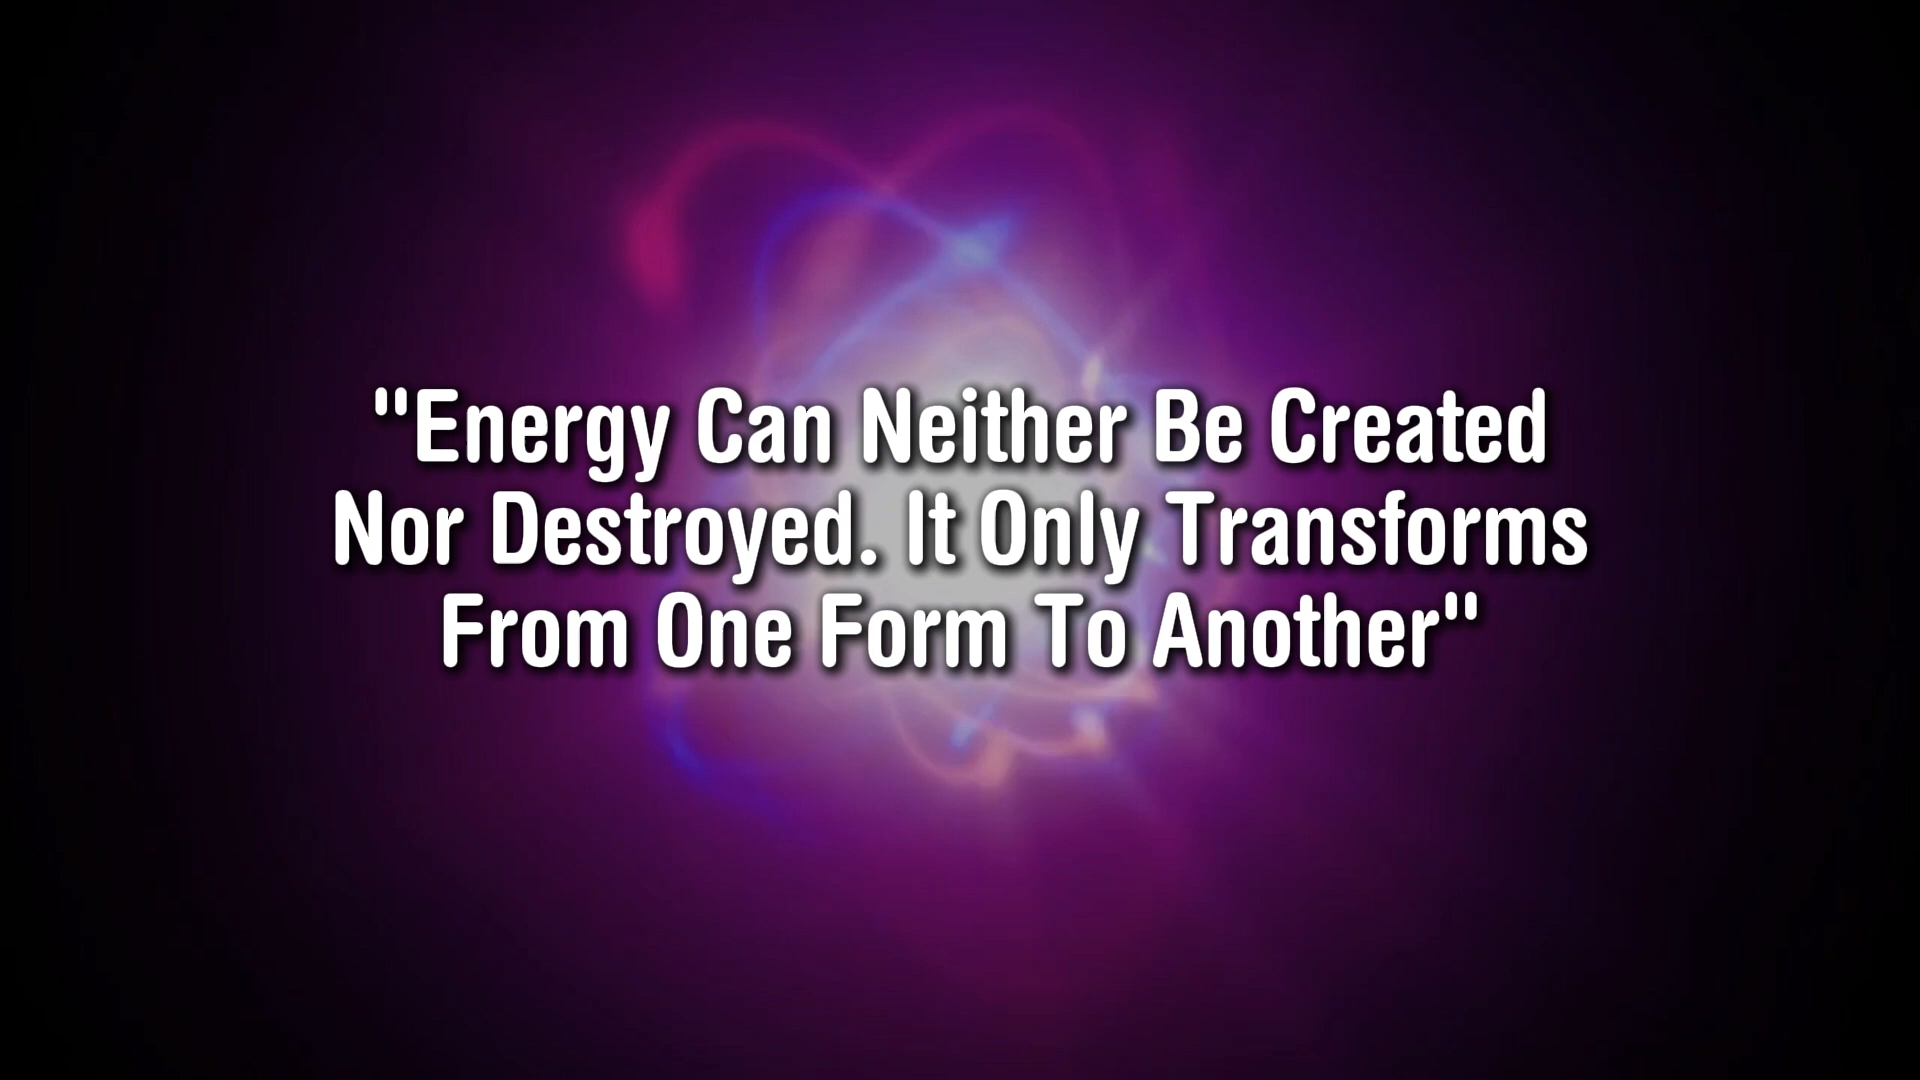 "Energy Can Neither Be Created
Nor Destroyed. It Only Transforms
From One Form To Another"